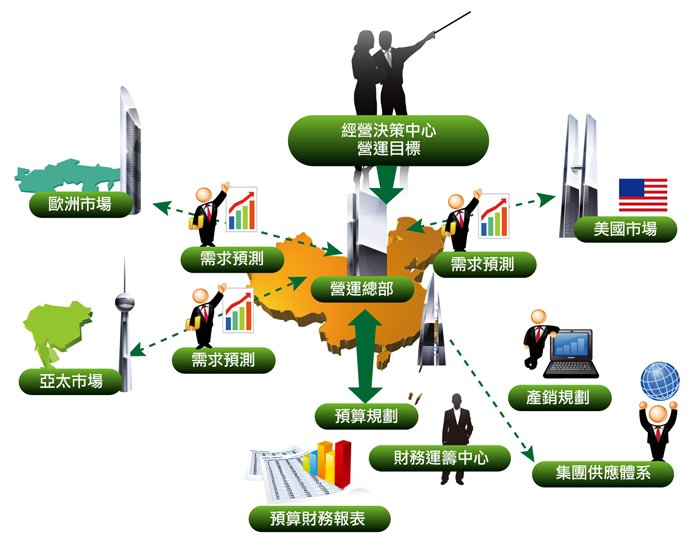 經營決策中心
營運目標
歐洲市場
美國市場
需求預測
需求預測
營運總部
亞太市場
需求預測
產銷規劃
預算規劃
財務運籌中心
集團供應體系
預算財務報表